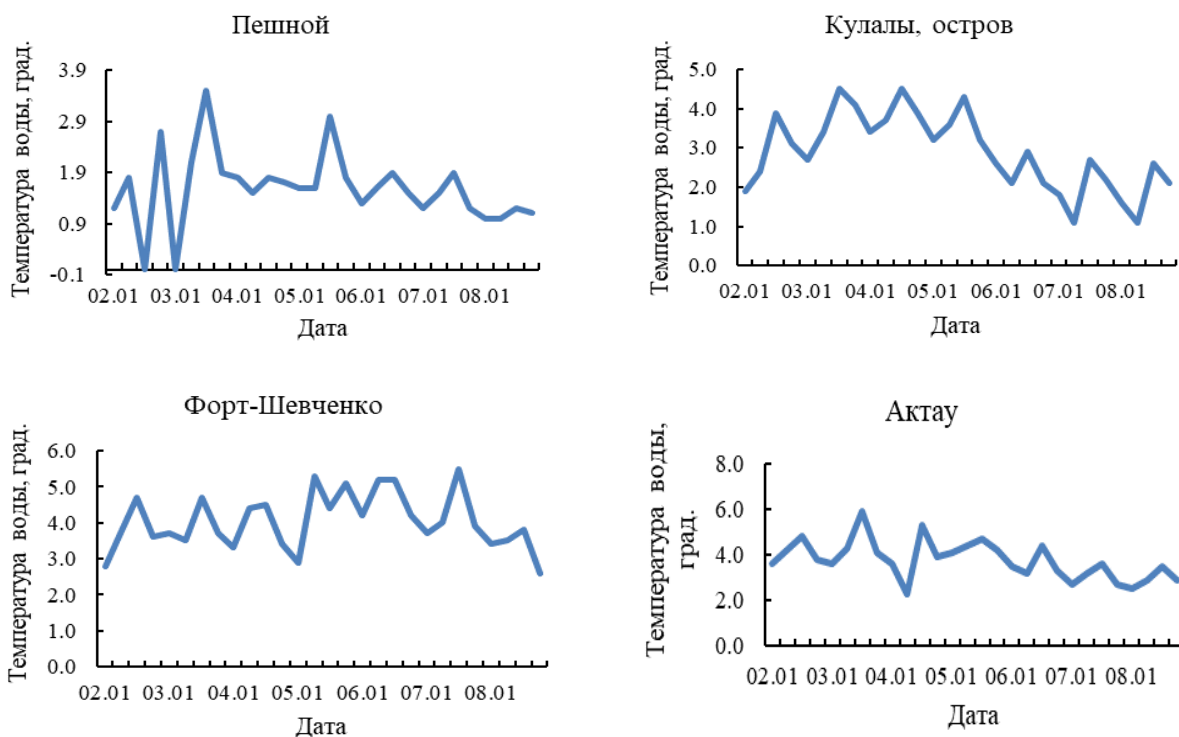 Пешной
Температура воды, град.
3.9
2.9
1.9
0.9
-0.1
02.01 03.01 04.01 05.01 06.01 07.01 08.01
Дата
Кулалы, остров
Температура воды, град.
5.0
4.0
3.0
2.0
1.0
0.0
02.01 03.01 04.01 05.01 06.01 07.01 08.01
Дата
Форт-Шевченко
Температура воды, град.
6.0
5.0
4.0
3.0
2.0
1.0
0.0
02.01 03.01 04.01 05.01 06.01 07.01 08.01
Дата
Актау
Температура воды,
град.
8.0
6.0
4.0
2.0
0.0
02.01 03.01 04.01 05.01 06.01 07.01 08.01
Дата